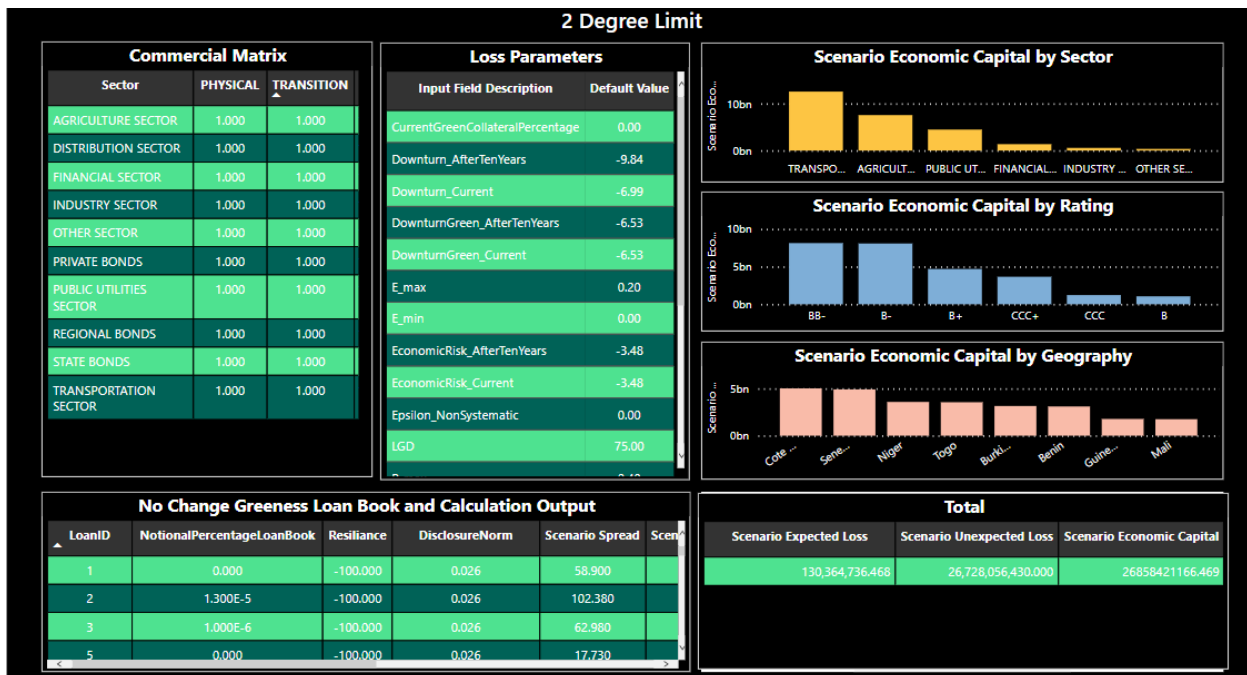 2 Degree Limit
Commercial Matrix
Sector PHYSICAL TRANSITION
AGRICULTURE SECTOR 1.000 1.000
DISTRIBUTION SECTOR 1.000 1.000
FINANCIAL SECTOR 1.000 1.000
INDUSTRY SECTOR 1.000 1.000
OTHER SECTOR 1.000 1.000
PRIVATE BONDS 1.000 1.000
PUBLIC UTILITIES 1.000 1.000
SECTOR
REGIONAL BONDS 1.000 1.000
STATE BONDS 1.000 1.000
TRANSPORTATION 1.000 1.000
SECTOR
Loss Parameters
Input Field Description Default Value
CurrentGreenCollateralPercentage 0.00
Downturn_AfterTenYears -9.84
Downturn_Current -6.99
DownturnGreen_AfterTenYears -6.53
DownturnGreen_Current -6.53
E_max 0.20
E_min 0.00
EconomicRisk_AfterTenYears -3.48
EconomicRisk_Current -3.48
Epsilon_NonSystematic 0.00
LGD 75.00
Scenario Economic Capital by Sector
Scenario Eco...
10bn
0bn
TRANSPO... AGRICULT... PUBLIC UT... FINANCIAL... INDUSTRY ... OTHER SE...
Scenario Economic Capital by Rating
Scenario Eco...
10bn
5bn
0bn
BB- B- B+ CCC+ CCC B
Scenario Economic Capital by Geography
Scenario ...
5bn
0bn
Cote ... Sene... Niger Togo Burki... Benin Guine... Mali
No Change Greeness Loan Book and Calculation Output
LoanID NotionalPercentageLoanBook Resiliance DisclosureNorm Scenario Spread Scen
1 0.000 -100.000 0.026 58.900
2 1.300E-5 -100.000 0.026 102.380
3 1.000E-6 -100.000 0.026 62.980
5 0.000 -100.000 0.026 17.730
Total
Scenario Expected Loss Scenario Unexpected Loss Scenario Economic Capital
130,364,736.468 26,728,056,430.000 26858421166.469